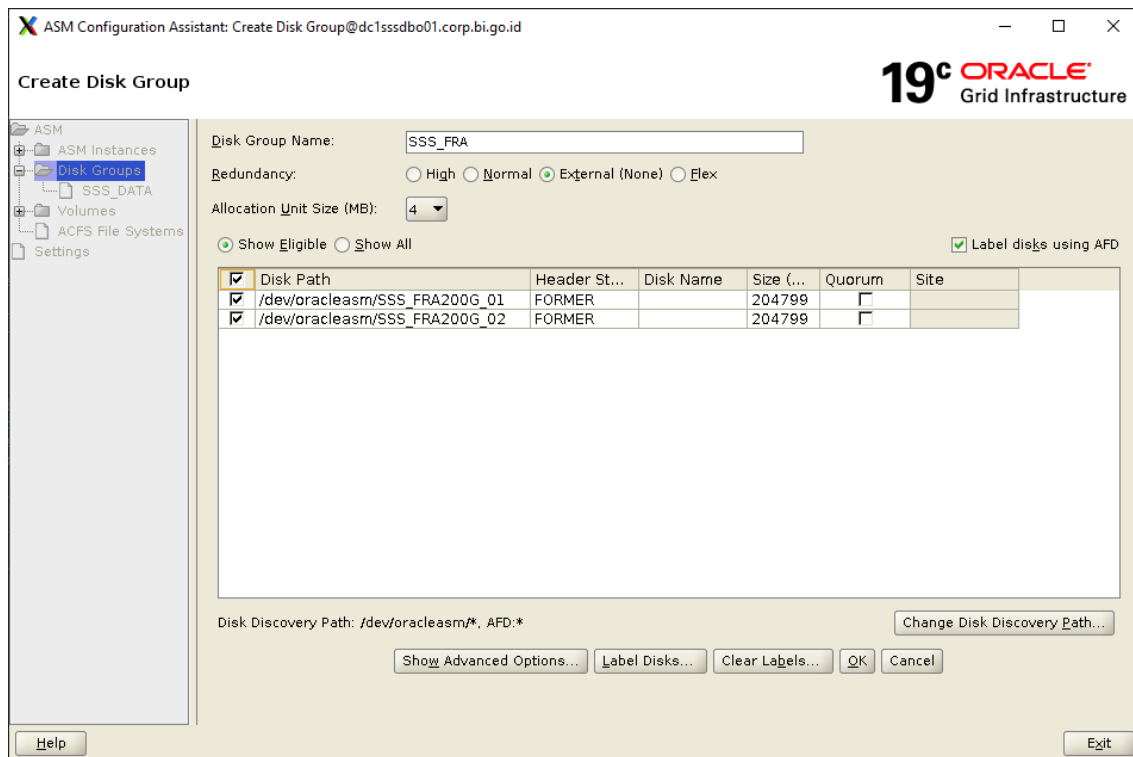 ASM Configuration Assistant: Create Disk Group@dc1sssdbo01.corp.bi.go.id
Create Disk Group
19c ORACLE Grid Infrastructure
ASM
ASM Instances
Disk Groups
SSS_DATA
Volumes
ACFS File Systems
Settings
Disk Group Name: SSS_FRA
Redundancy: High Normal External (None) Flex
Allocation Unit Size (MB): 4
Show Eligible Show All Label disks using AFD
Disk Path Header St... Disk Name Size (... Quorum Site
/dev/oracleasm/SSS_FRA200G_01 FORMER 204799
/dev/oracleasm/SSS_FRA200G_02 FORMER 204799
Disk Discovery Path: /dev/oracleasm/*, AFD:* Change Disk Discovery Path...
Show Advanced Options... Label Disks... Clear Labels... OK Cancel
Help Exit